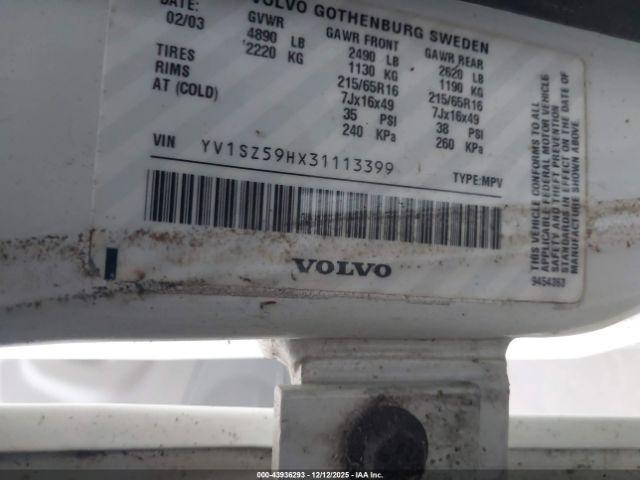 DATE: VOLVO GOTHENBURG SWEDEN
02/03 GVWR GAWR FRONT GAWR REAR
4890 LB 2490 LB 2620 LB
2220 KG 1130 KG 1190 KG
TIRES 215/65R16 215/65R16
RIMS 7Jx16x49 7Jx16x49
AT (COLD) 35 PSI 38 PSI
240 KPa 260 KPa
VIN YV1SZ59HX31113399
TYPE:MPV
VOLVO
THIS VEHICLE CONFORMS TO ALL
APPLICABLE FEDERAL MOTOR VEHICLE
SAFETY AND THEFT PREVENTION
STANDARDS IN EFFECT ON THE DATE OF
MANUFACTURE SHOWN ABOVE.
9454363
000-43936293 - 12/12/2025 - IAAI.CA